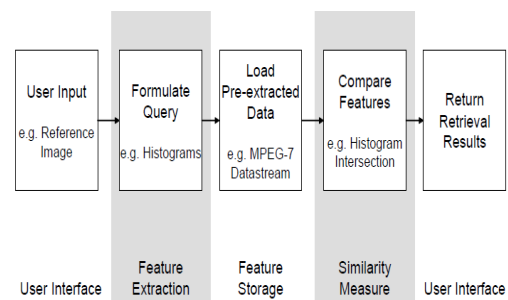 User Input
e.g. Reference
Image
Formulate
Query
e.g. Histograms
Load
Pre-extracted
Data
e.g. MPEG-7
Datastream
Compare
Features
e.g. Histogram
Intersection
Return
Retrieval
Results
User Interface
Feature
Extraction
Feature
Storage
Similarity
Measure
User Interface